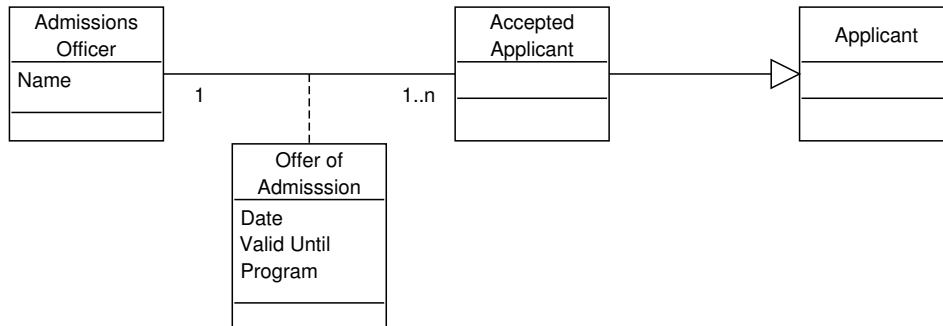 Admissions
Officer
Name
1
1..n
Accepted
Applicant
Applicant
Offer of
Admisssion
Date
Valid Until
Program